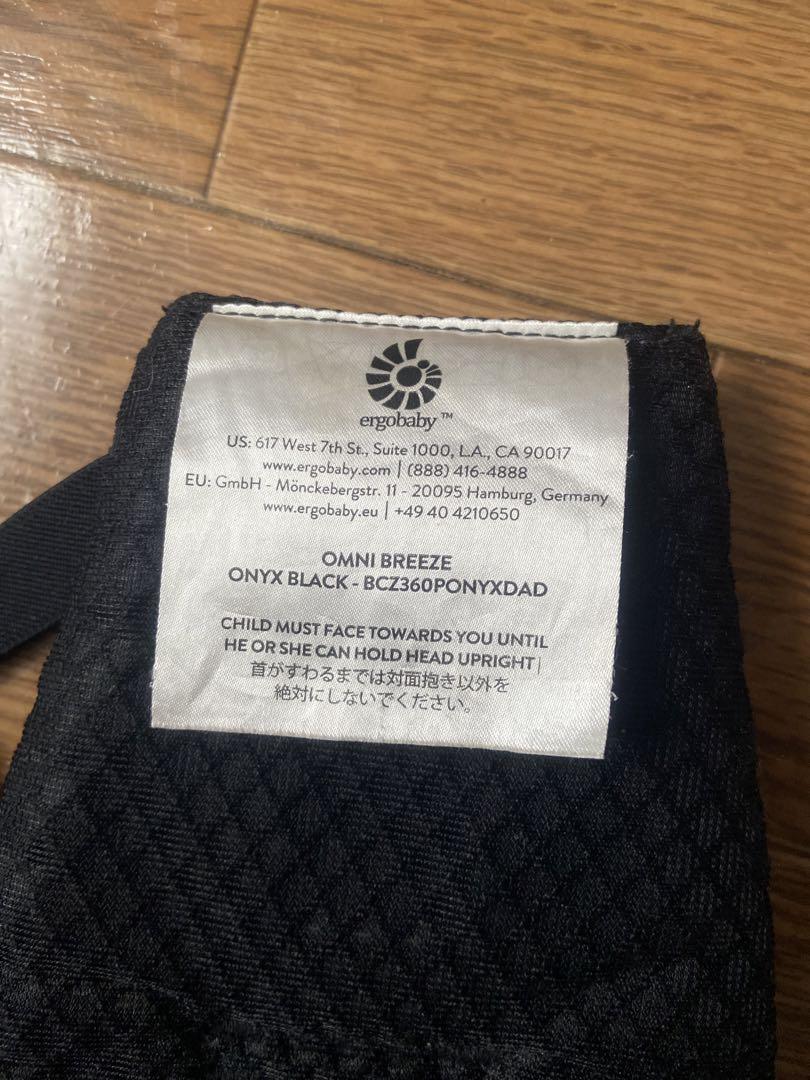 ergobaby™
US: 617 West 7th St., Suite 1000, L.A., CA 90017
www.ergobaby.com | (888) 416-4888
EU: GmbH - Mönckebergstr. 11 - 20095 Hamburg, Germany
www.ergobaby.eu | +49 40 4210650
OMNI BREEZE
ONYX BLACK - BCZ360PONYXDAD
CHILD MUST FACE TOWARDS YOU UNTIL
HE OR SHE CAN HOLD HEAD UPRIGHT |
首がすわるまでは対面抱き以外を
絶対にしないでください。